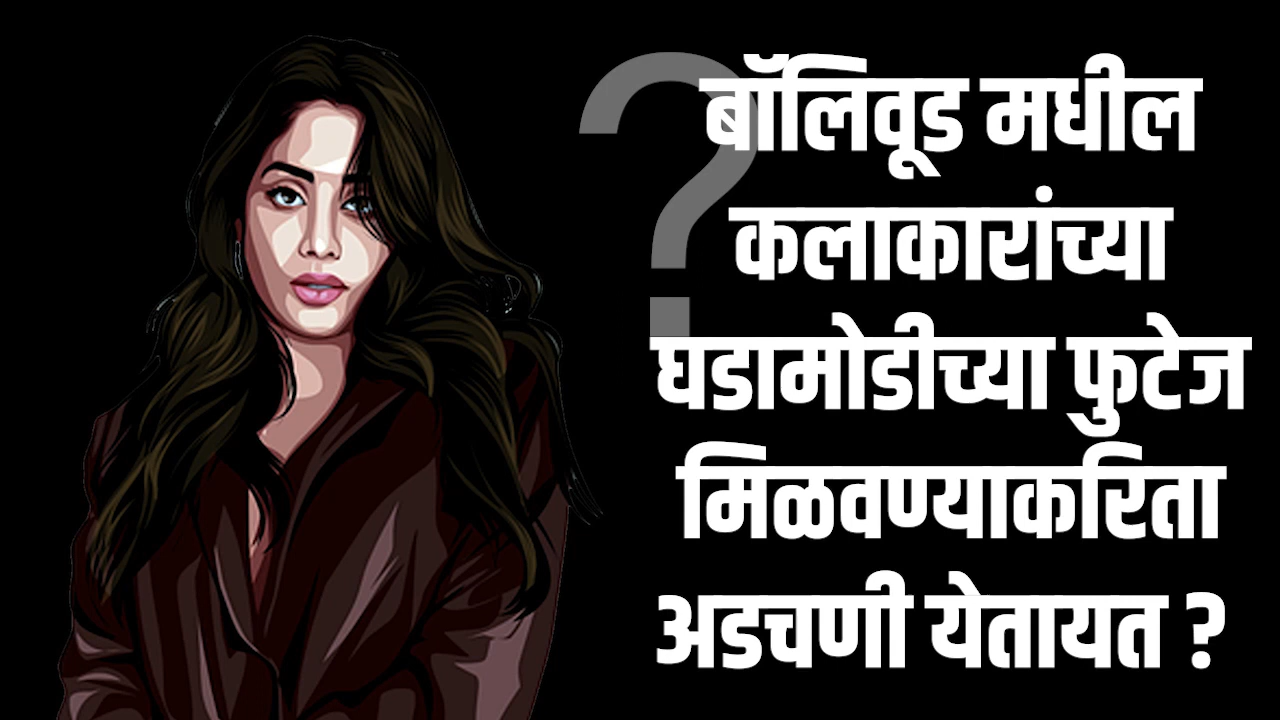 बॉलिवूड मधील
कलाकारांच्या
घडामोडीच्या फुटेज
मिळवण्याकरिता
अडचणी येतायत ?